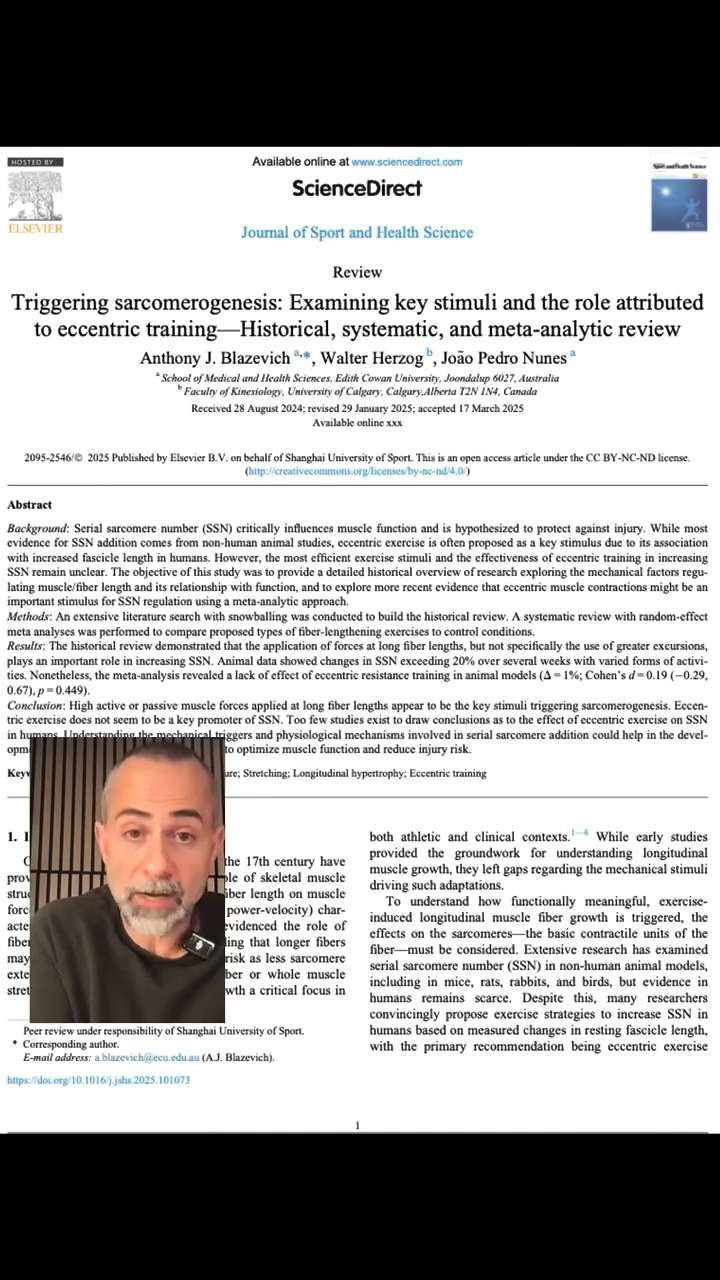 HOSTED BY
ELSEVIER
Available online at www.sciencedirect.com
ScienceDirect
Journal of Sport and Health Science
Review
Triggering sarcomerogenesis: Examining key stimuli and the role attributed
to eccentric training—Historical, systematic, and meta-analytic review
Anthony J. Blazevich a,*, Walter Herzog b, João Pedro Nunes a
a School of Medical and Health Sciences, Edith Cowan University, Joondalup 6027, Australia
b Faculty of Kinesiology, University of Calgary, Calgary,Alberta T2N 1N4, Canada
Received 28 August 2024; revised 29 January 2025; accepted 17 March 2025
Available online xxx
2095-2546/© 2025 Published by Elsevier B.V. on behalf of Shanghai University of Sport. This is an open access article under the CC BY-NC-ND license.
(http://creativecommons.org/licenses/by-nc-nd/4.0/)
Abstract
Background: Serial sarcomere number (SSN) critically influences muscle function and is hypothesized to protect against injury. While most
evidence for SSN addition comes from non-human animal studies, eccentric exercise is often proposed as a key stimulus due to its association
with increased fascicle length in humans. However, the most efficient exercise stimuli and the effectiveness of eccentric training in increasing
SSN remain unclear. The objective of this study was to provide a detailed historical overview of research exploring the mechanical factors regu-
lating muscle/fiber length and its relationship with function, and to explore more recent evidence that eccentric muscle contractions might be an
important stimulus for SSN regulation using a meta-analytic approach.
Methods: An extensive literature search with snowballing was conducted to build the historical review. A systematic review with random-effect
meta analyses was performed to compare proposed types of fiber-lengthening exercises to control conditions.
Results: The historical review demonstrated that the application of forces at long fiber lengths, but not specifically the use of greater excursions,
plays an important role in increasing SSN. Animal data showed changes in SSN exceeding 20% over several weeks with varied forms of activi-
ties. Nonetheless, the meta-analysis revealed a lack of effect of eccentric resistance training in animal models (Δ = 1%; Cohen's d = 0.19 (−0.29,
0.67), p = 0.449).
Conclusion: High active or passive muscle forces applied at long fiber lengths appear to be the key stimuli triggering sarcomerogenesis. Eccen-
tric exercise does not seem to be a key promoter of SSN. Too few studies exist to draw conclusions as to the effect of eccentric exercise on SSN
in humans. Understanding the mechanical triggers and physiological mechanisms involved in serial sarcomere addition could help in the devel-
to optimize muscle function and reduce injury risk.
Stretching; Longitudinal hypertrophy; Eccentric training
1.
the 17th century have
of skeletal muscle
length on muscle
power-velocity) char-
the role of
that longer fibers
risk as less sarcomere
or whole muscle
a critical focus in
both athletic and clinical contexts.1–4 While early studies
provided the groundwork for understanding longitudinal
muscle growth, they left gaps regarding the mechanical stimuli
driving such adaptations.
To understand how functionally meaningful, exercise-
induced longitudinal muscle fiber growth is triggered, the
effects on the sarcomeres—the basic contractile units of the
fiber—must be considered. Extensive research has examined
serial sarcomere number (SSN) in non-human animal models,
including in mice, rats, rabbits, and birds, but evidence in
humans remains scarce. Despite this, many researchers
convincingly propose exercise strategies to increase SSN in
humans based on measured changes in resting fascicle length,
with the primary recommendation being eccentric exercise
Peer review under responsibility of Shanghai University of Sport.
* Corresponding author.
E-mail address: a.blazevich@ecu.edu.au (A.J. Blazevich).
https://doi.org/10.1016/j.jshs.2025.101073
1